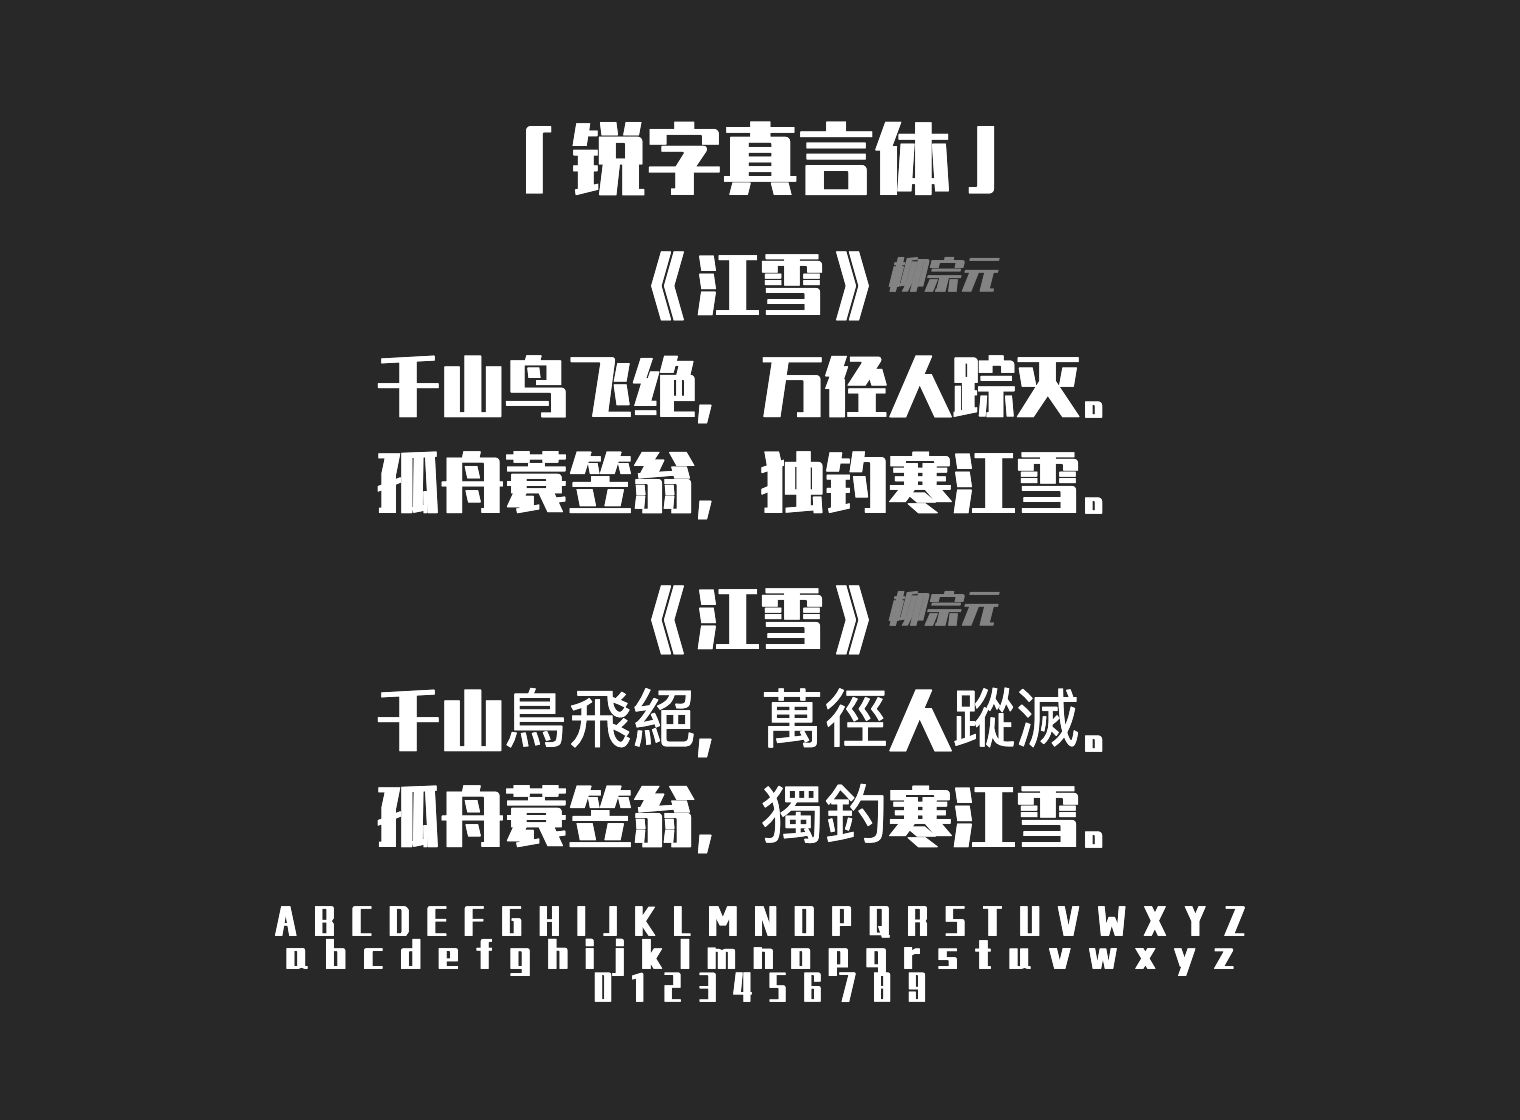 「锐字真言体」
《江雪》柳宗元
千山鸟飞绝，万径人踪灭。
孤舟蓑笠翁，独钓寒江雪。
《江雪》柳宗元
千山鳥飛絕，萬徑人蹤滅。
孤舟蓑笠翁，獨釣寒江雪。
A B C D E F G H I J K L M N O P Q R S T U V W X Y Z
a b c d e f g h i j k l m n o p q r s t u v w x y z
0 1 2 3 4 5 6 7 8 9